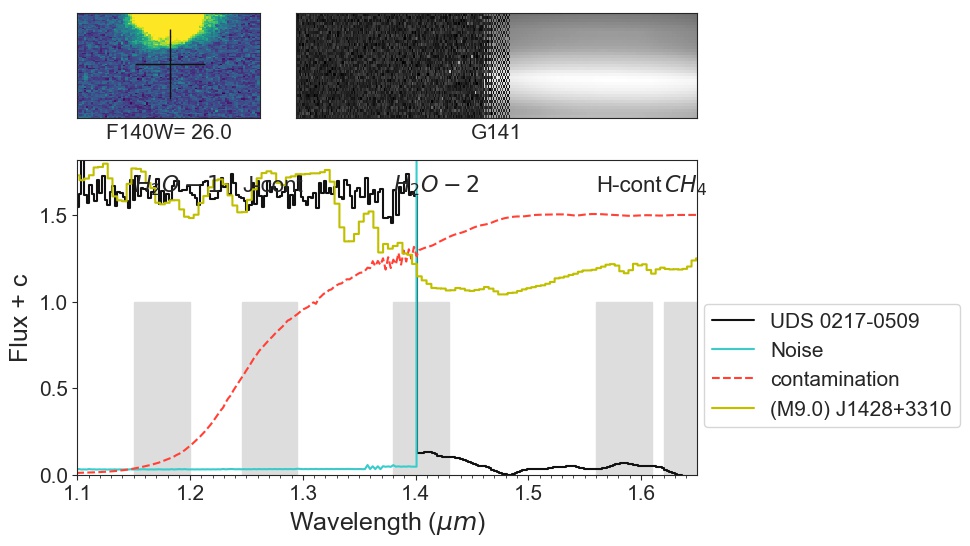 F140W= 26.0
G141
H₂O − 1 J-cont
H₂O − 2
H-cont CH₄
Flux + c
1.5
1.0
0.5
0.0
1.1
1.2
1.3
1.4
1.5
1.6
Wavelength (μm)
UDS 0217-0509
Noise
contamination
(M9.0) J1428+3310